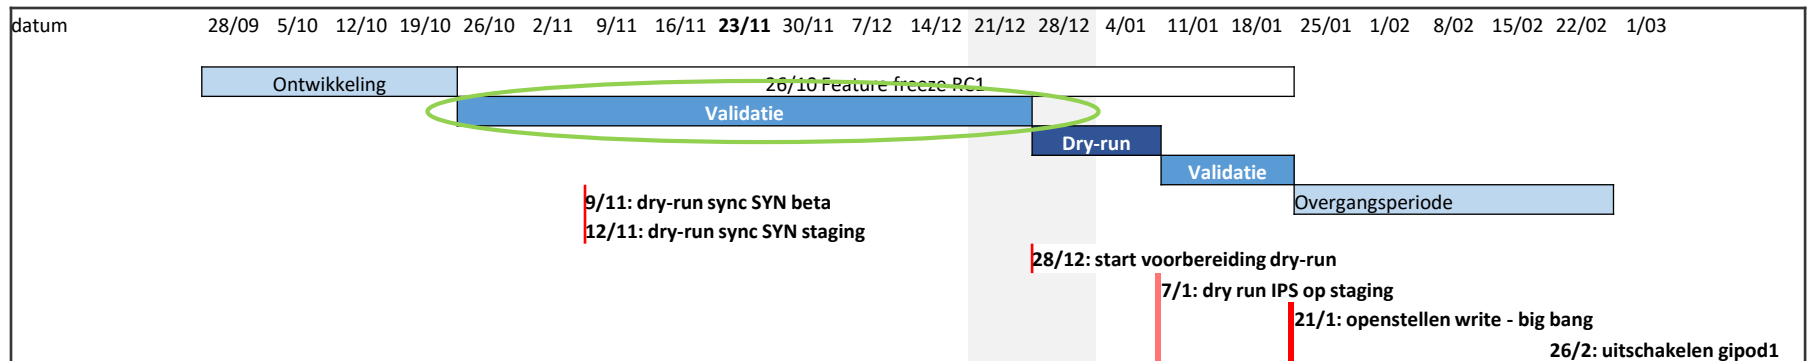 datum 28/09 5/10 12/10 19/10 26/10 2/11 9/11 16/11 23/11 30/11 7/12 14/12 21/12 28/12 4/01 11/01 18/01 25/01 1/02 8/02 15/02 22/02 1/03
Ontwikkeling 26/10 Feature freeze RC1
Validatie
Dry-run
Validatie
9/11: dry-run sync SYN beta Overgangsperiode
12/11: dry-run sync SYN staging
28/12: start voorbereiding dry-run
7/1: dry run IPS op staging
21/1: openstellen write - big bang
26/2: uitschakelen gipod1